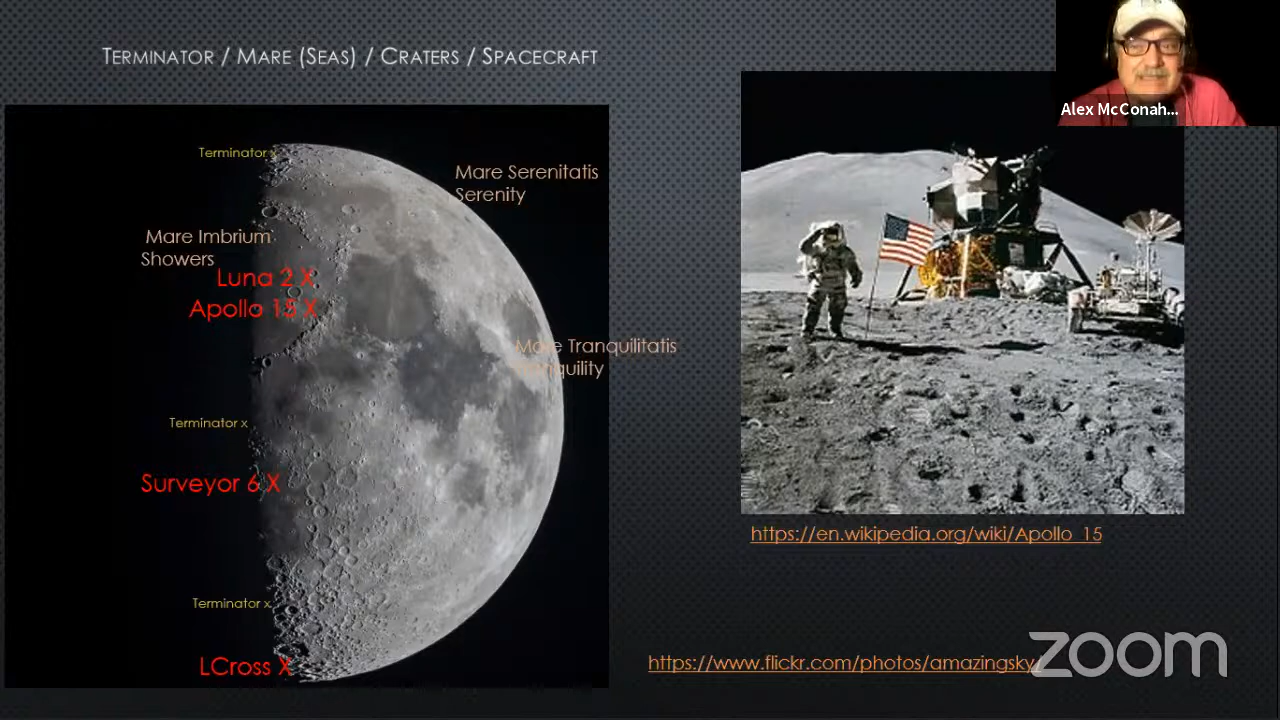 Terminator / Mare (Seas) / Craters / Spacecraft
Alex McConah...
Terminator x
Mare Serenitatis
Serenity
Mare Imbrium
Showers
Luna 2 X
Apollo 15 X
Mare Tranquilitatis
Tranquility
Terminator x
Surveyor 6 X
https://en.wikipedia.org/wiki/Apollo_15
Terminator x
LCross X
https://www.flickr.com/photos/amazingsky/
zoom